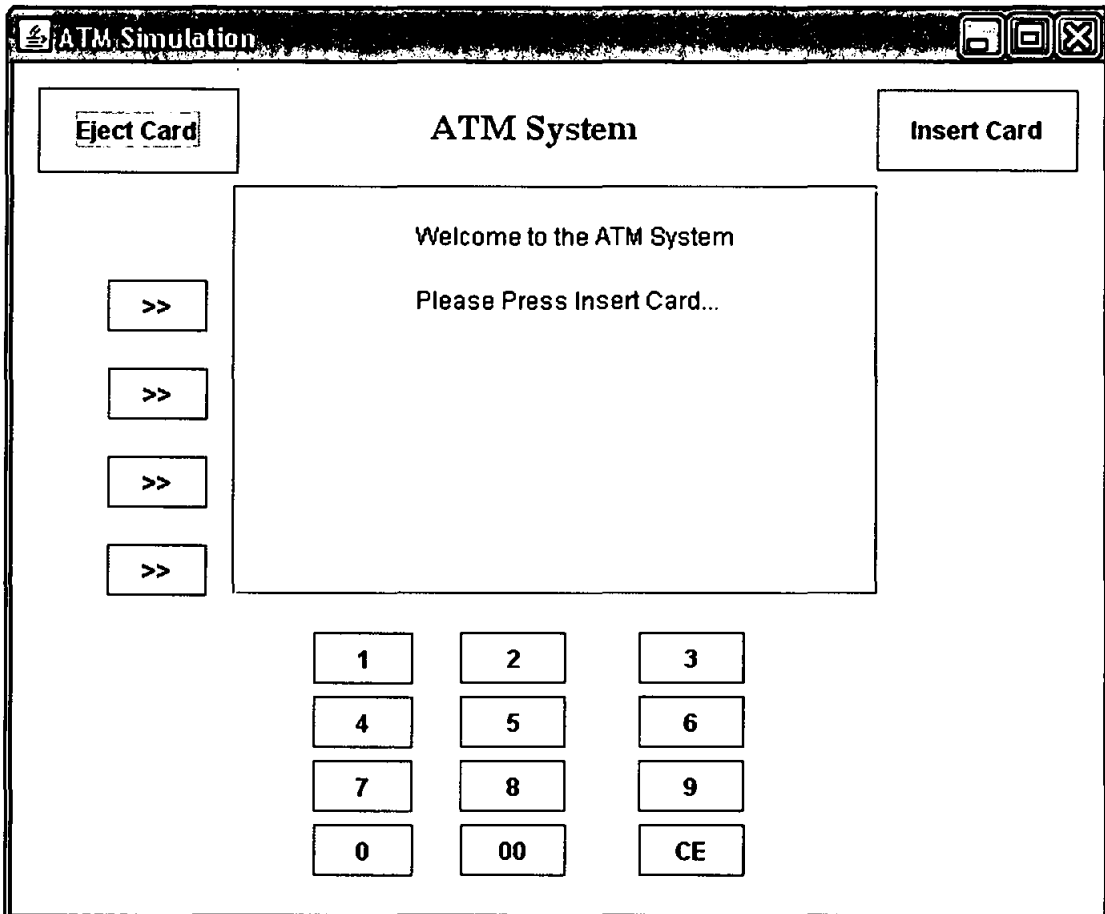 ATM Simulation
Eject Card
ATM System
Insert Card
Welcome to the ATM System
Please Press Insert Card...
>>
>>
>>
>>
1 2 3
4 5 6
7 8 9
0 00 CE